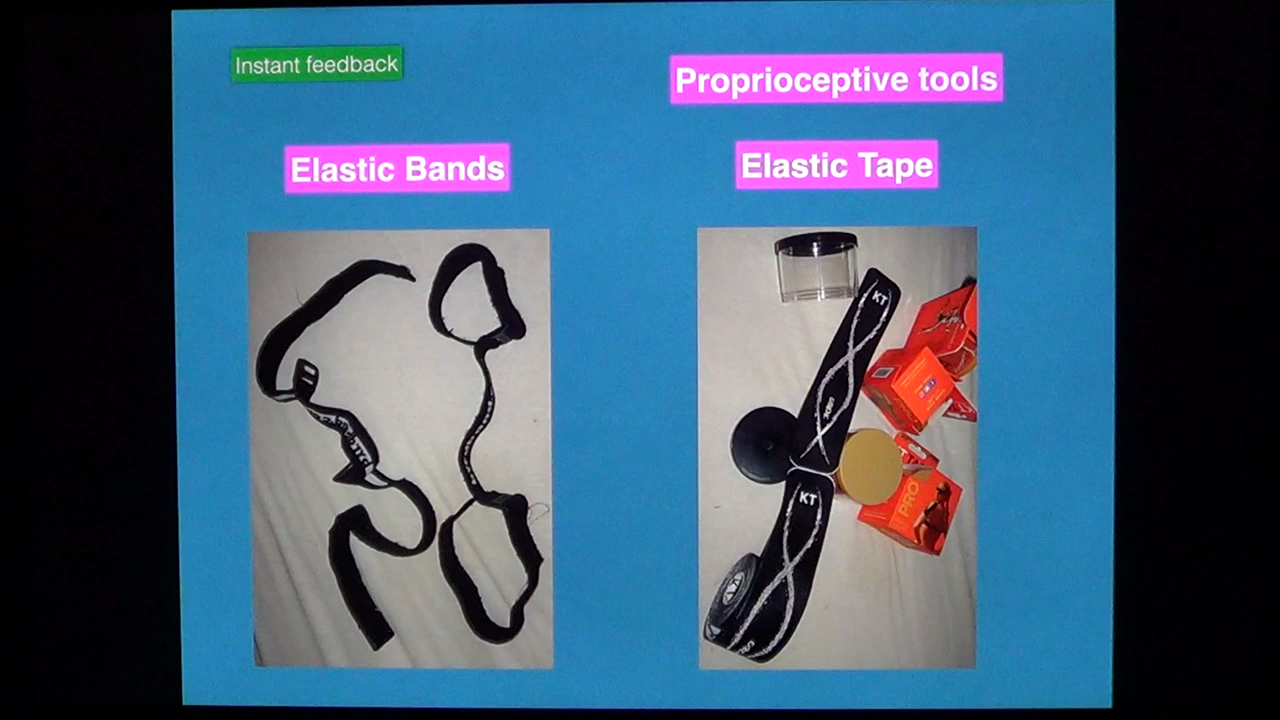 Instant feedback
Proprioceptive tools
Elastic Bands
Elastic Tape
KT
KT
PRO